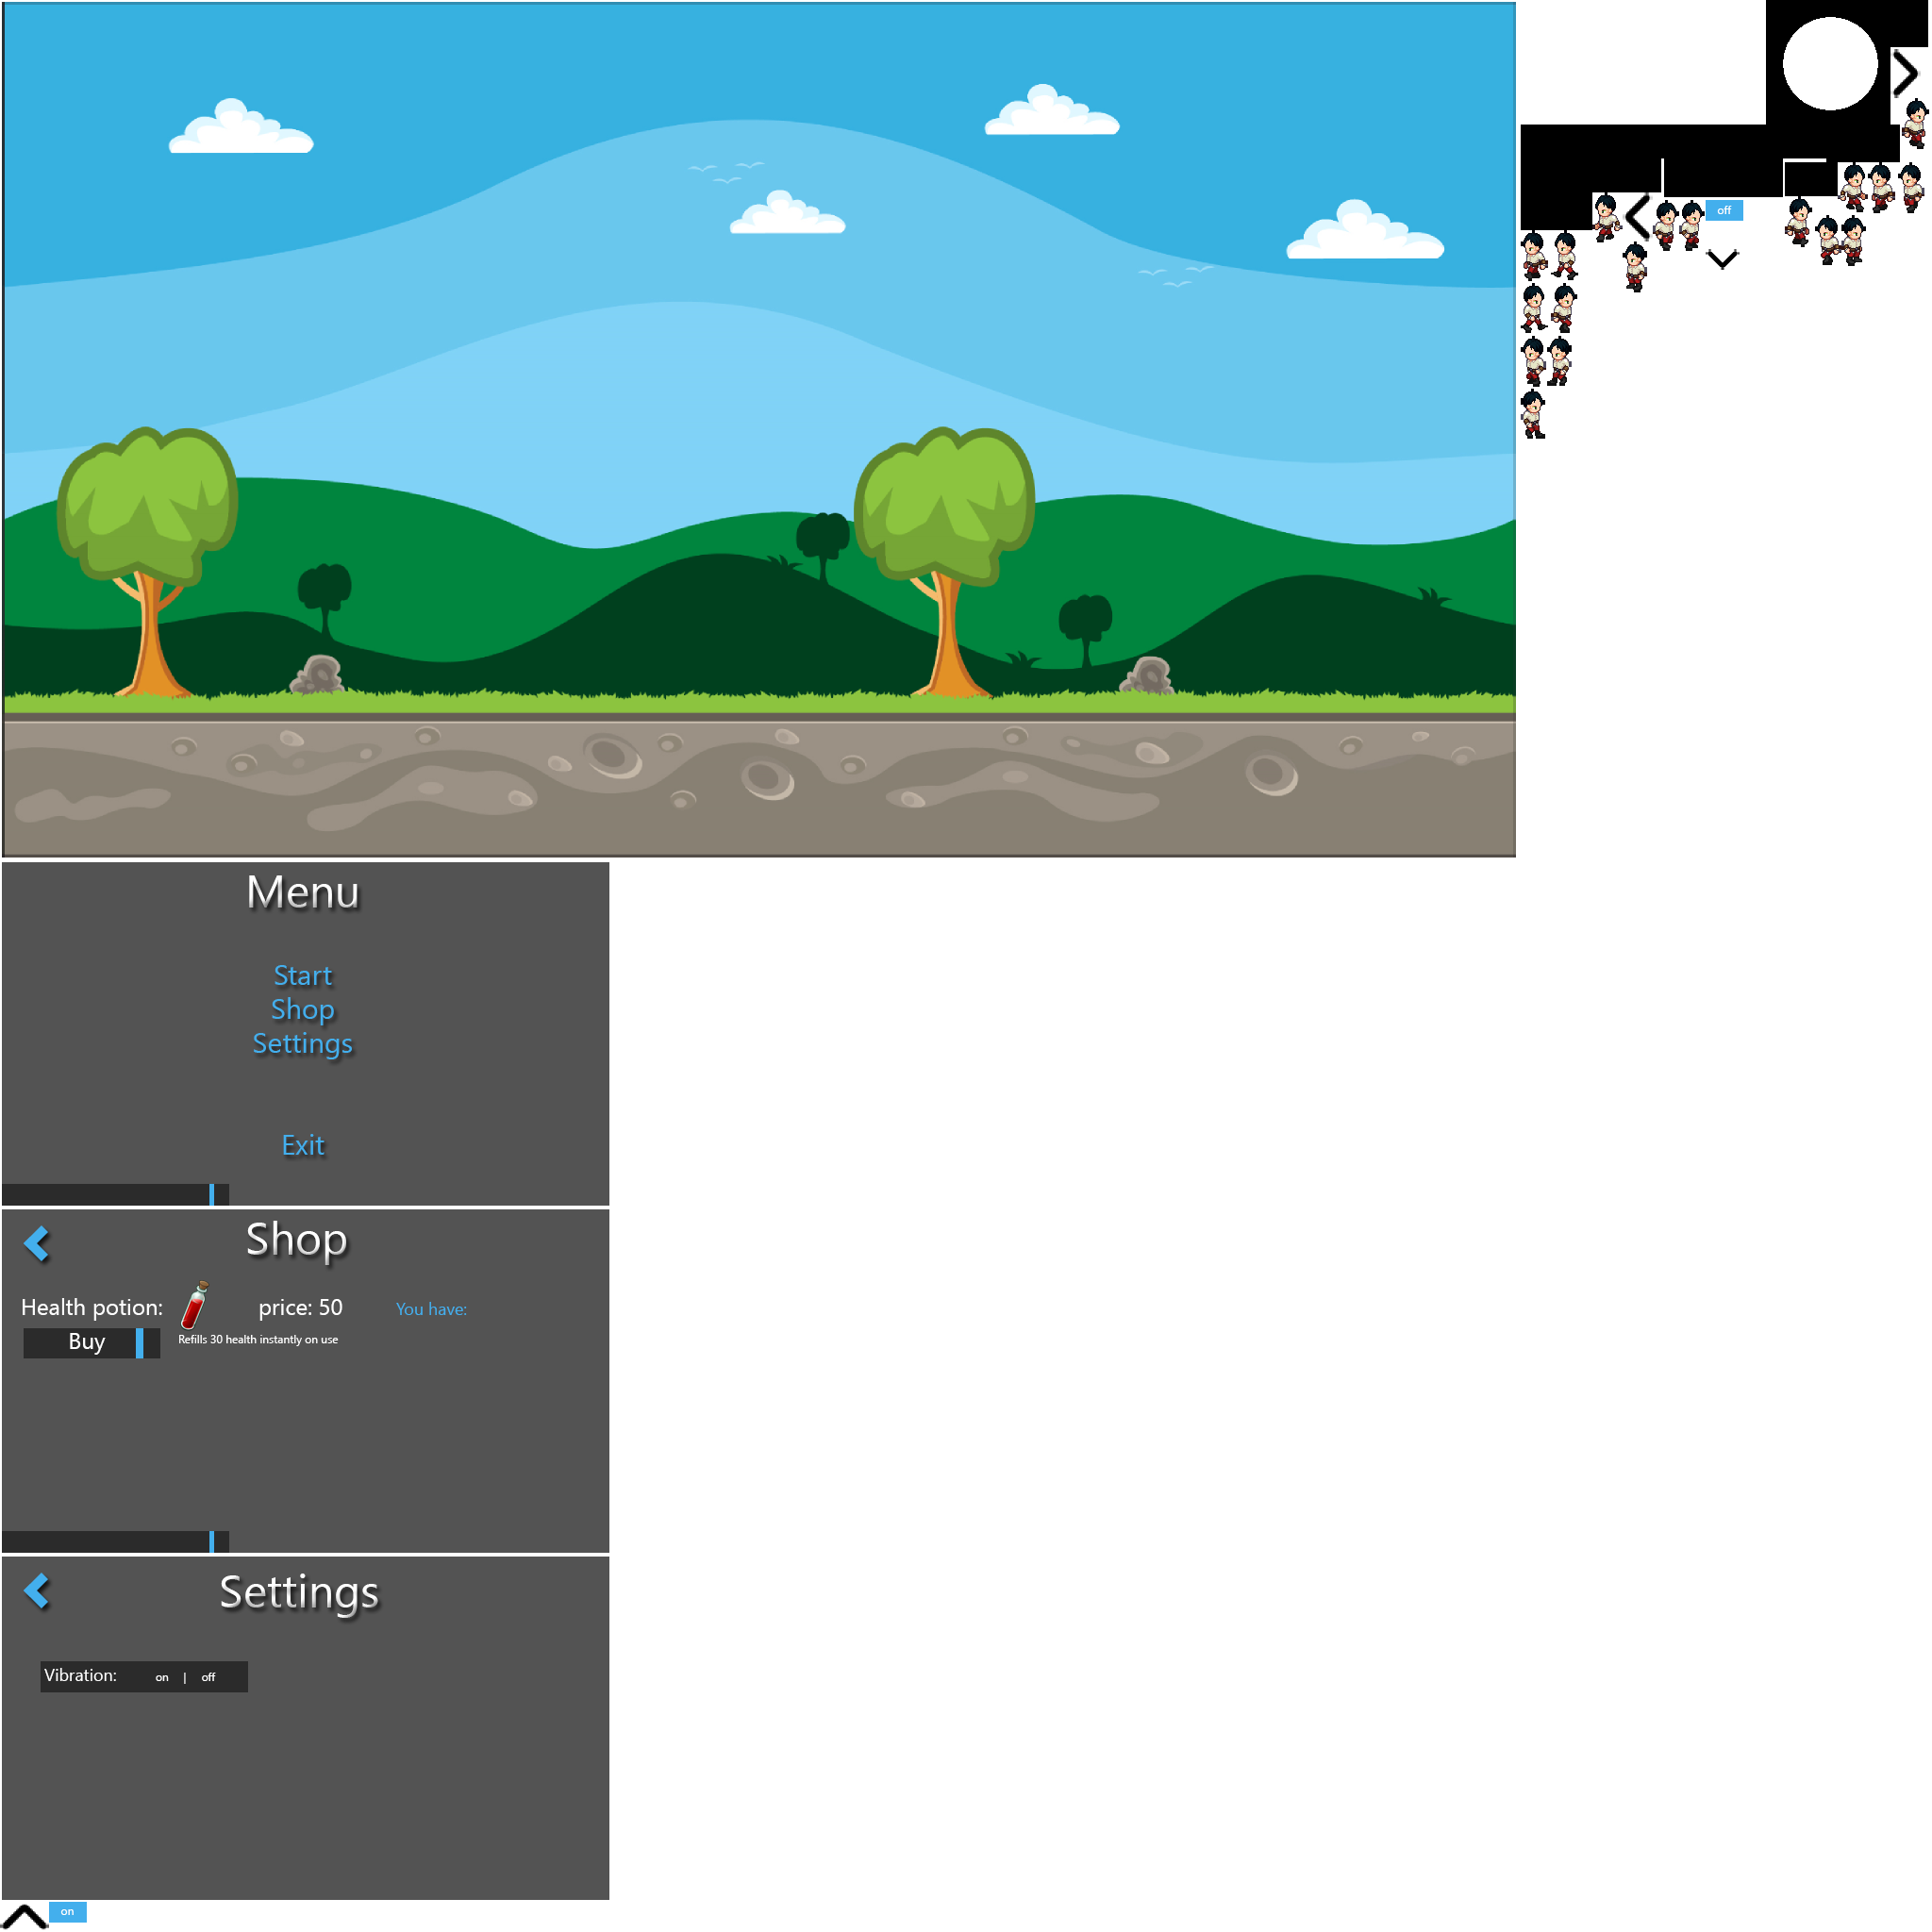 off
Menu
Start
Shop
Settings
Exit
Shop
Health potion: price: 50 You have:
Buy Refills 30 health instantly on use
Settings
Vibration: on | off
on